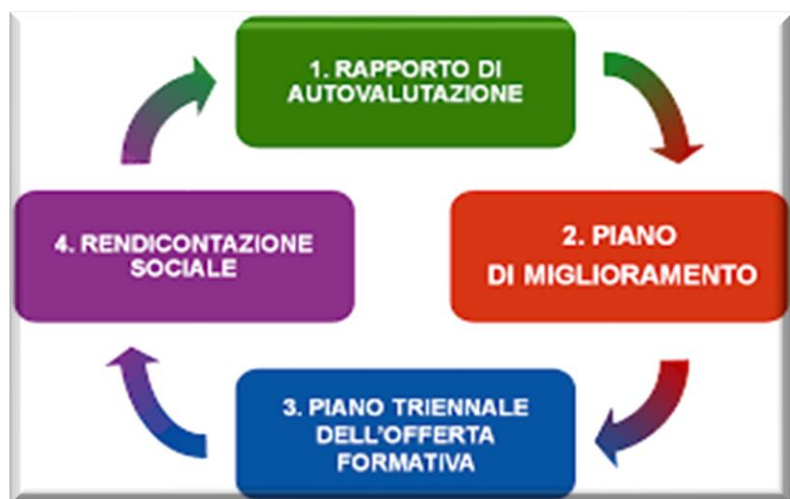 1. RAPPORTO DI
AUTOVALUTAZIONE
2. PIANO
DI MIGLIORAMENTO
3. PIANO TRIENNALE
DELL'OFFERTA
FORMATIVA
4. RENDICONTAZIONE
SOCIALE